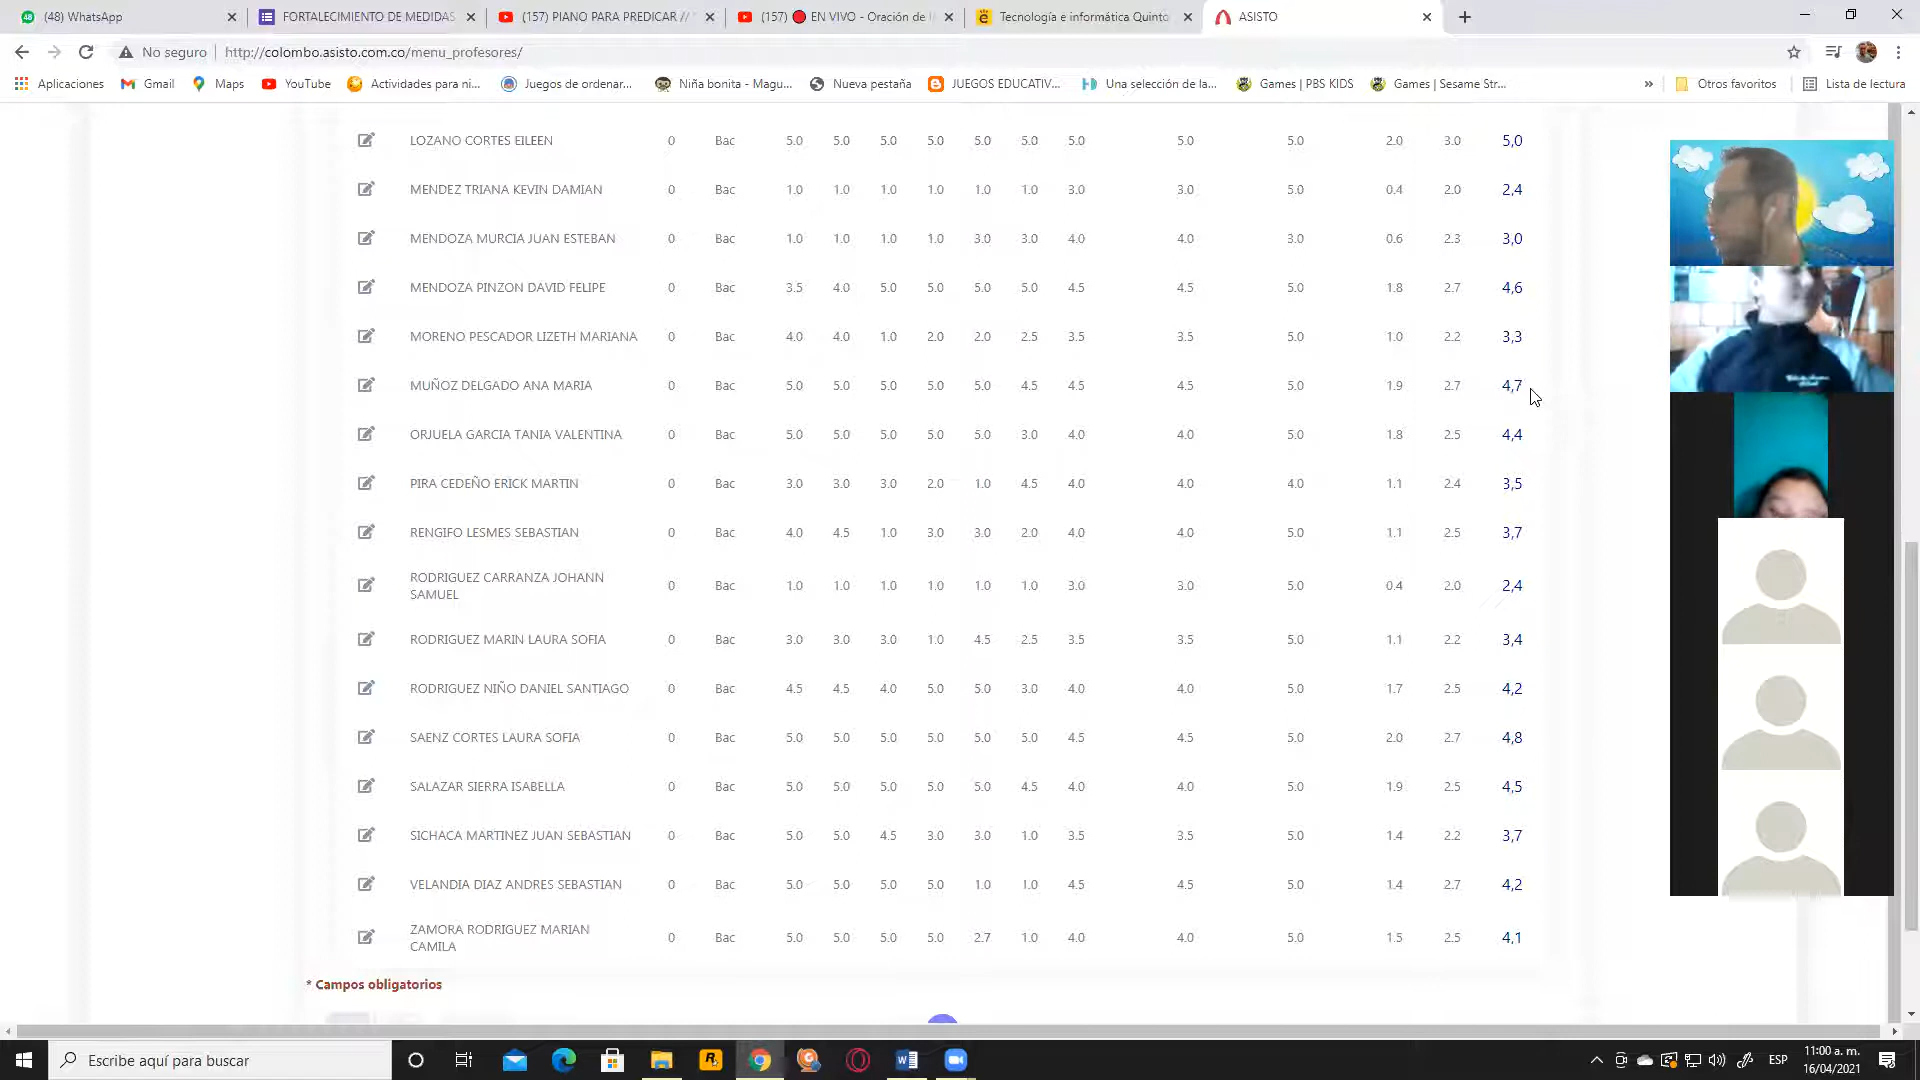 (48) WhatsApp
FORTALECIMIENTO DE MEDIDAS
(157) PIANO PARA PREDICAR //
(157) EN VIVO - Oración de
Tecnología e informática Quinto
ASISTO
No seguro
http://colombo.asisto.com.co/menu_profesores/
Aplicaciones Gmail Maps YouTube Actividades para ni... Juegos de ordenar... Niña bonita - Magu... Nueva pestaña JUEGOS EDUCATIV... Una selección de la... Games | PBS KIDS Games | Sesame Str... » Otros favoritos Lista de lectura
LOZANO CORTES EILEEN 0 Bac 5.0 5.0 5.0 5.0 5.0 5.0 5.0 5.0 5.0 2.0 3.0 5,0
MENDEZ TRIANA KEVIN DAMIAN 0 Bac 1.0 1.0 1.0 1.0 1.0 1.0 3.0 3.0 5.0 0.4 2.0 2,4
MENDOZA MURCIA JUAN ESTEBAN 0 Bac 1.0 1.0 1.0 1.0 3.0 3.0 4.0 4.0 3.0 0.6 2.3 3,0
MENDOZA PINZON DAVID FELIPE 0 Bac 3.5 4.0 5.0 5.0 5.0 5.0 4.5 4.5 5.0 1.8 2.7 4,6
MORENO PESCADOR LIZETH MARIANA 0 Bac 4.0 4.0 1.0 2.0 2.0 2.5 3.5 3.5 5.0 1.0 2.2 3,3
MUÑOZ DELGADO ANA MARIA 0 Bac 5.0 5.0 5.0 5.0 5.0 4.5 4.5 4.5 5.0 1.9 2.7 4,7
ORJUELA GARCIA TANIA VALENTINA 0 Bac 5.0 5.0 5.0 5.0 5.0 3.0 4.0 4.0 5.0 1.8 2.5 4,4
PIRA CEDEÑO ERICK MARTIN 0 Bac 3.0 3.0 3.0 2.0 1.0 4.5 4.0 4.0 4.0 1.1 2.4 3,5
RENGIFO LESMES SEBASTIAN 0 Bac 4.0 4.5 1.0 3.0 3.0 2.0 4.0 4.0 5.0 1.1 2.5 3,7
RODRIGUEZ CARRANZA JOHANN
SAMUEL 0 Bac 1.0 1.0 1.0 1.0 1.0 1.0 3.0 3.0 5.0 0.4 2.0 2,4
RODRIGUEZ MARIN LAURA SOFIA 0 Bac 3.0 3.0 3.0 1.0 4.5 2.5 3.5 3.5 5.0 1.1 2.2 3,4
RODRIGUEZ NIÑO DANIEL SANTIAGO 0 Bac 4.5 4.5 4.0 5.0 5.0 3.0 4.0 4.0 5.0 1.7 2.5 4,2
SAENZ CORTES LAURA SOFIA 0 Bac 5.0 5.0 5.0 5.0 5.0 5.0 4.5 4.5 5.0 2.0 2.7 4,8
SALAZAR SIERRA ISABELLA 0 Bac 5.0 5.0 5.0 5.0 5.0 4.5 4.0 4.0 5.0 1.9 2.5 4,5
SICHACA MARTINEZ JUAN SEBASTIAN 0 Bac 5.0 5.0 4.5 3.0 3.0 1.0 3.5 3.5 5.0 1.4 2.2 3,7
VELANDIA DIAZ ANDRES SEBASTIAN 0 Bac 5.0 5.0 5.0 5.0 1.0 1.0 4.5 4.5 5.0 1.4 2.7 4,2
ZAMORA RODRIGUEZ MARIAN
CAMILA 0 Bac 5.0 5.0 5.0 5.0 2.7 1.0 4.0 4.0 5.0 1.5 2.5 4,1
* Campos obligatorios
Escribe aquí para buscar
ESP
11:00 a. m.
16/04/2021